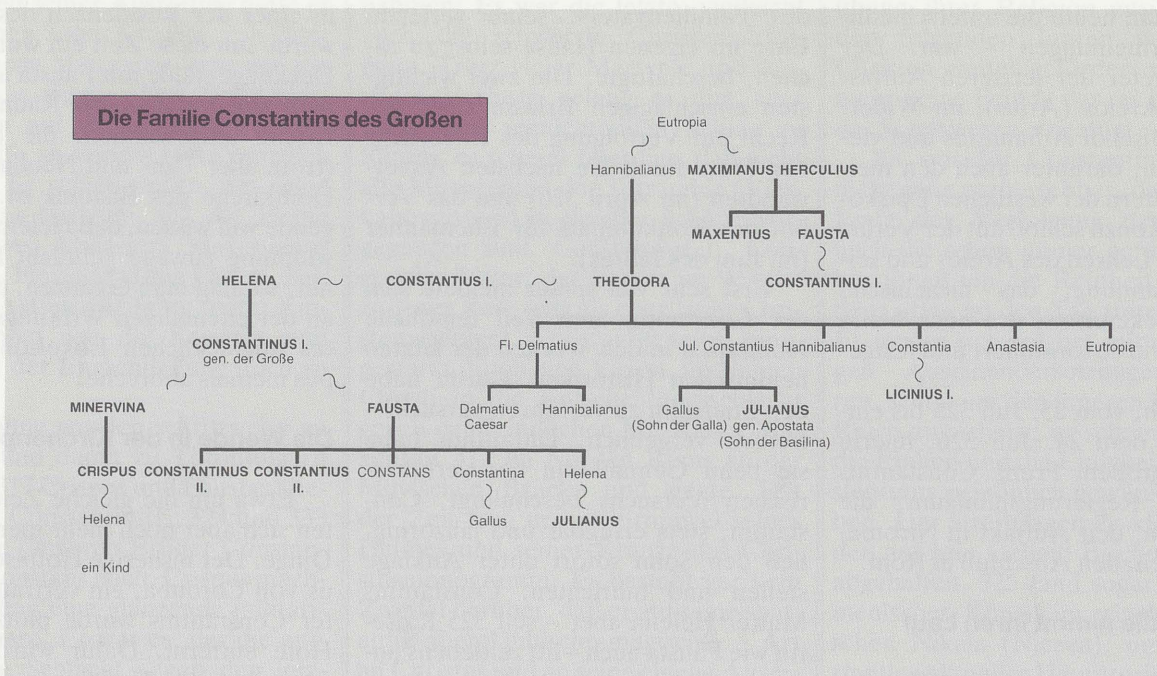 Die Familie Constantins des Großen
Eutropia
Hannibalianus MAXIMIANUS HERCULIUS
MAXENTIUS FAUSTA
HELENA CONSTANTIUS I. THEODORA CONSTANTINUS I.
CONSTANTINUS I. Fl. Delmatius Jul. Constantius Hannibalianus Constantia Anastasia Eutropia
gen. der Große
LICINIUS I.
MINERVINA FAUSTA Dalmatius Hannibalianus Gallus JULIANUS
Caesar (Sohn der Galla) gen. Apostata
(Sohn der Basilina)
CRISPUS CONSTANTINUS CONSTANTIUS CONSTANS Constantina Helena
II. II.
Helena Gallus JULIANUS
ein Kind